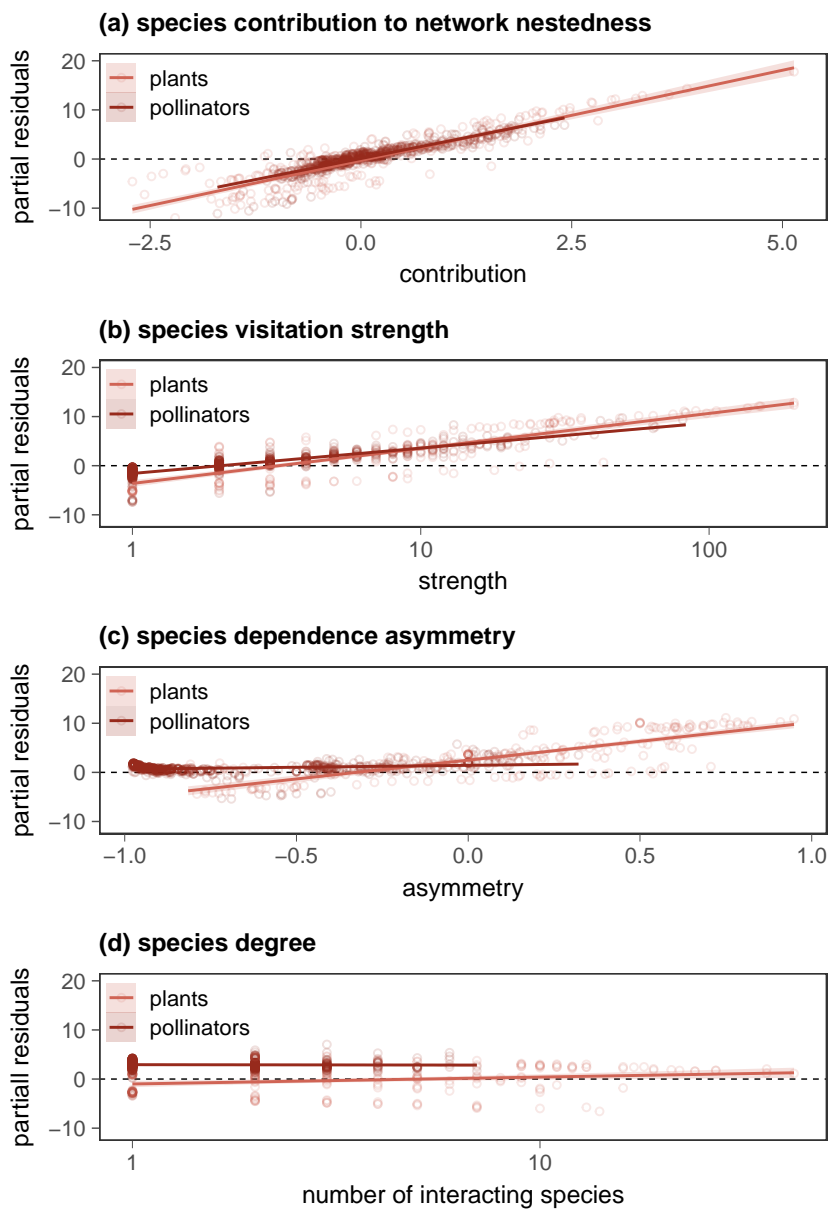 (a) species contribution to network nestedness
partial residuals
20
10
0
−10
plants
pollinators
−2.5 0.0 2.5 5.0
contribution
(b) species visitation strength
partial residuals
20
10
0
−10
plants
pollinators
1 10 100
strength
(c) species dependence asymmetry
partial residuals
20
10
0
−10
plants
pollinators
−1.0 −0.5 0.0 0.5 1.0
asymmetry
(d) species degree
partiall residuals
20
10
0
−10
plants
pollinators
1 10
number of interacting species